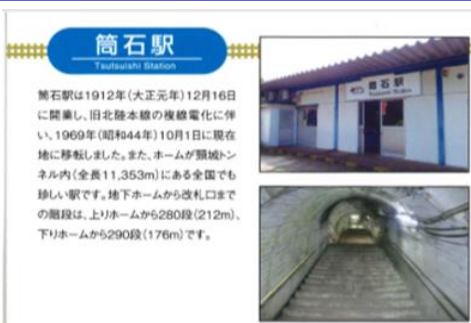 筒石駅
Tsutsuishi Station
筒石駅は1912年(大正元年)12月16日
に開業し、旧北陸本線の複線電化に伴
い、1969年(昭和44年)10月1日に現在
地に移転しました。また、ホームが頸城トン
ネル内(全長11,353m)にある全国でも
珍しい駅です。地下ホームから改札口まで
の階段は、上りホームから280段(212m)、
下りホームから290段(176m)です。
筒石駅
Tsutsuishi Station